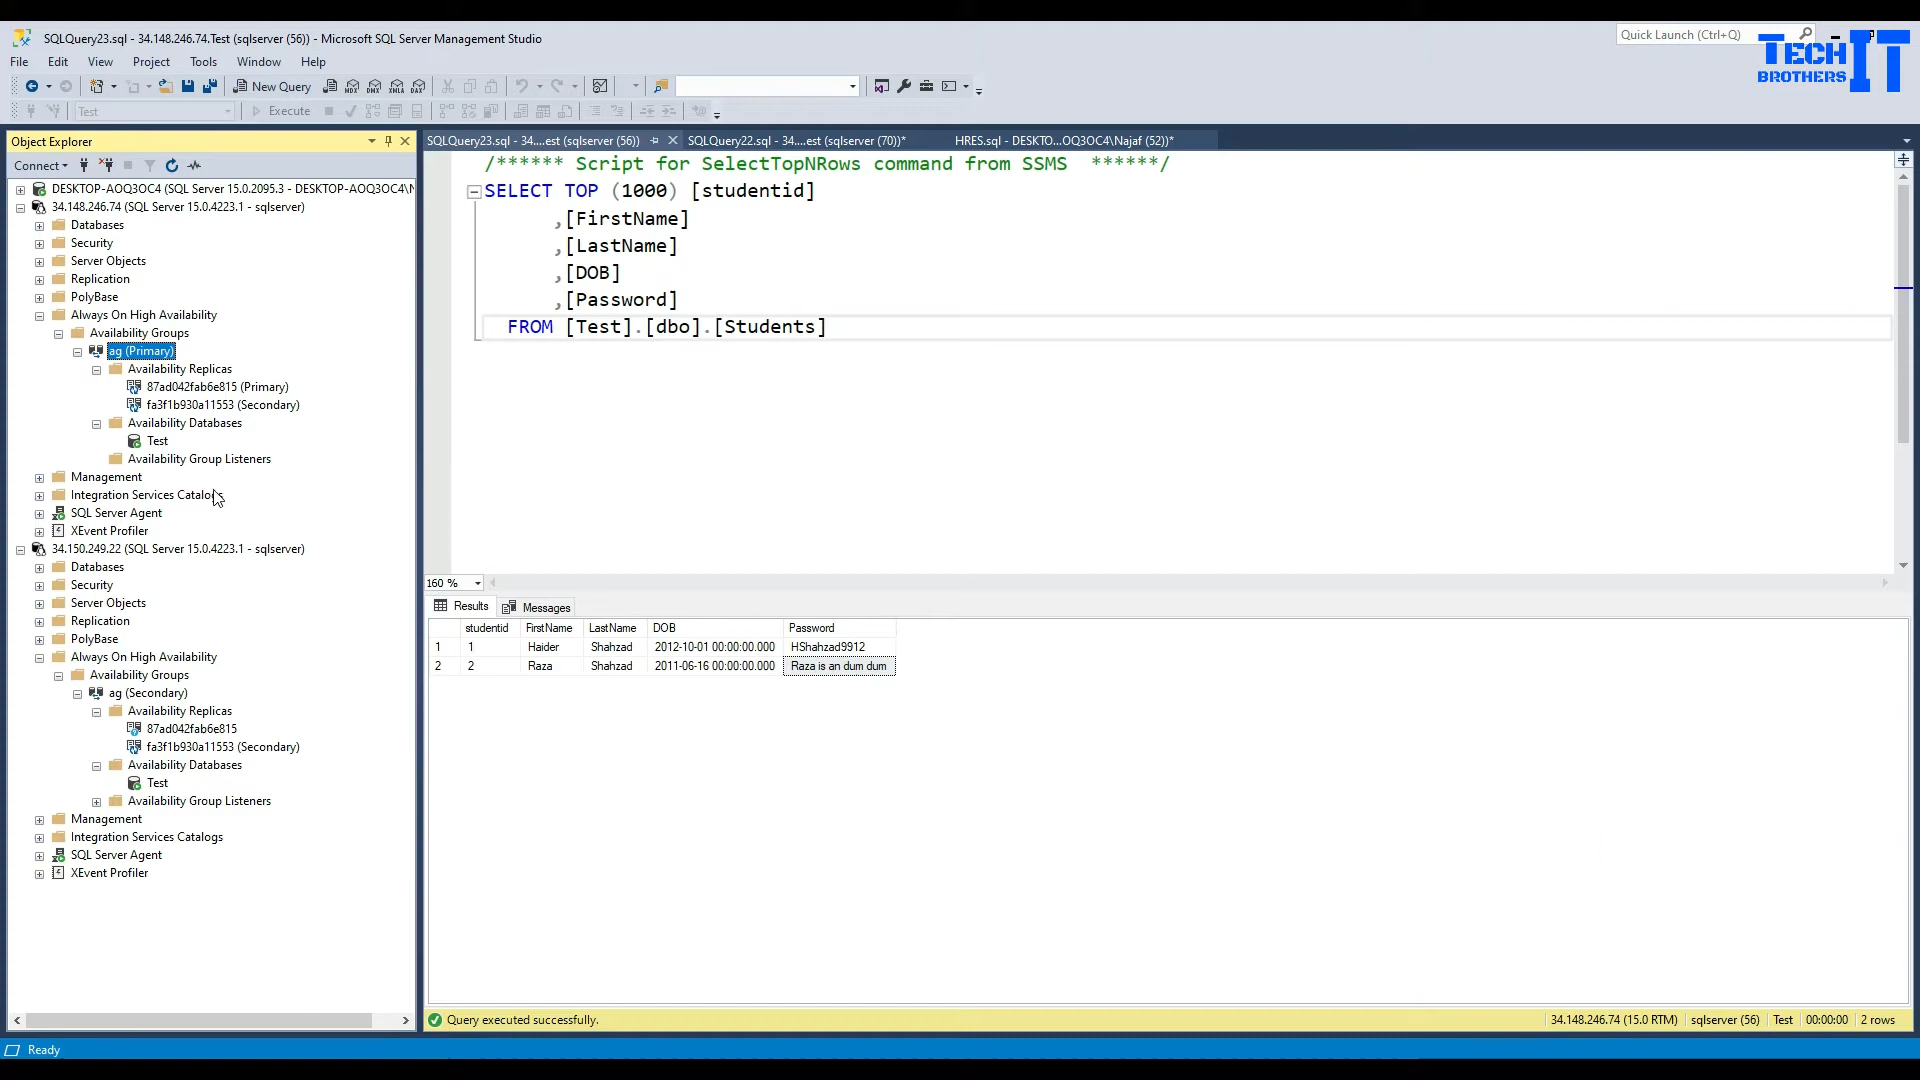 SQLQuery23.sql - 34.148.246.74.Test (sqlserver (56)) - Microsoft SQL Server Management Studio
Quick Launch (Ctrl+Q)
TECH IT
BROTHERS
File Edit View Project Tools Window Help
New Query MDX DMX XMLA DAX
Test Execute
Object Explorer
SQLQuery23.sql - 34....est (sqlserver (56)) SQLQuery22.sql - 34....est (sqlserver (70))* HRES.sql - DESKTO...OQ3OC4\Najaf (52))*
Connect
DESKTOP-AOQ3OC4 (SQL Server 15.0.2095.3 - DESKTOP-AOQ3OC4\N
34.148.246.74 (SQL Server 15.0.4223.1 - sqlserver)
Databases
Security
Server Objects
Replication
PolyBase
Always On High Availability
Availability Groups
ag (Primary)
Availability Replicas
87ad042fab6e815 (Primary)
fa3f1b930a11553 (Secondary)
Availability Databases
Test
Availability Group Listeners
Management
Integration Services Catalogs
SQL Server Agent
XEvent Profiler
34.150.249.22 (SQL Server 15.0.4223.1 - sqlserver)
Databases
Security
Server Objects
Replication
PolyBase
Always On High Availability
Availability Groups
ag (Secondary)
Availability Replicas
87ad042fab6e815
fa3f1b930a11553 (Secondary)
Availability Databases
Test
Availability Group Listeners
Management
Integration Services Catalogs
SQL Server Agent
XEvent Profiler
/****** Script for SelectTopNRows command from SSMS ******/
SELECT TOP (1000) [studentid]
,[FirstName]
,[LastName]
,[DOB]
,[Password]
FROM [Test].[dbo].[Students]
160 %
Results Messages
studentid FirstName LastName DOB Password
1 1 Haider Shahzad 2012-10-01 00:00:00.000 HShahzad9912
2 2 Raza Shahzad 2011-06-16 00:00:00.000 Raza is an dum dum
Query executed successfully. 34.148.246.74 (15.0 RTM) sqlserver (56) Test 00:00:00 2 rows
Ready